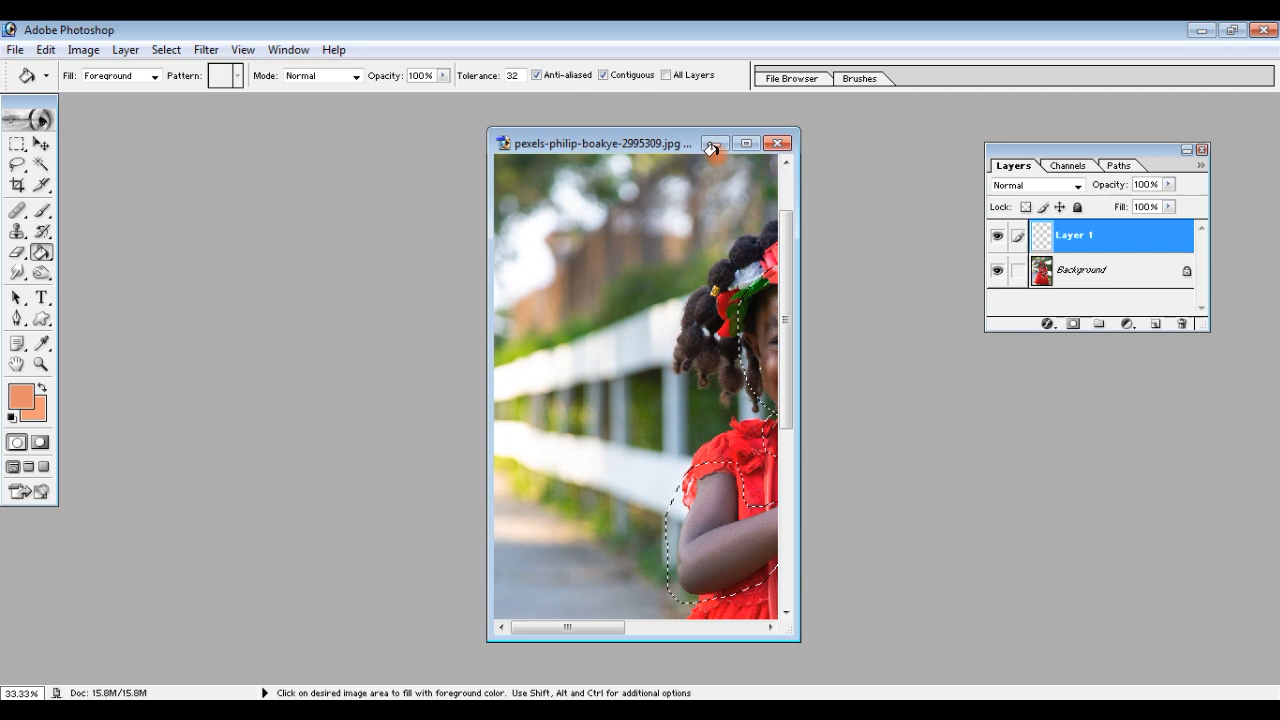 Adobe Photoshop
File Edit Image Layer Select Filter View Window Help
Fill: Foreground Pattern: Mode: Normal Opacity: 100% Tolerance: 32 Anti-aliased Contiguous All Layers
File Browser Brushes
pexels-philip-boakye-2995309.jpg ...
Layers Channels Paths
Normal Opacity: 100%
Lock: Fill: 100%
Layer 1
Background
33.33% Doc: 15.8M/15.8M Click on desired image area to fill with foreground color. Use Shift, Alt and Ctrl for additional options